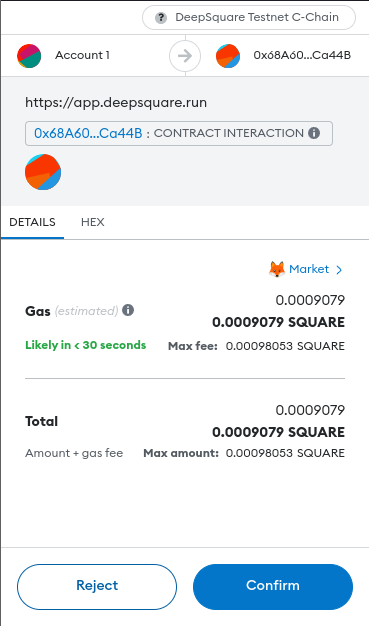 DeepSquare Testnet C-Chain
Account 1
0x68A60...Ca44B
https://app.deepsquare.run
0x68A60...Ca44B : CONTRACT INTERACTION
DETAILS HEX
Market >
0.0009079
Gas (estimated) 0.0009079 SQUARE
Likely in < 30 seconds Max fee: 0.00098053 SQUARE
0.0009079
Total 0.0009079 SQUARE
Amount + gas fee Max amount: 0.00098053 SQUARE
Reject Confirm